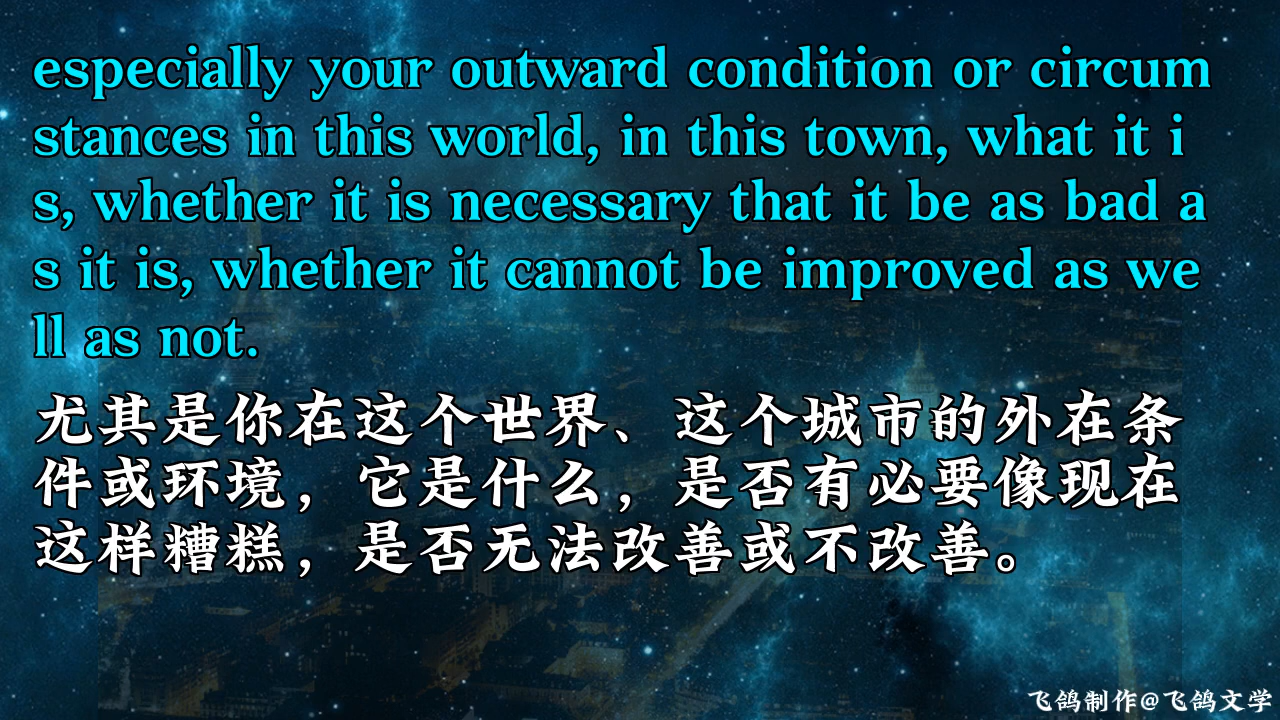 especially your outward condition or circum
stances in this world, in this town, what it i
s, whether it is necessary that it be as bad a
s it is, whether it cannot be improved as we
ll as not.
尤其是你在这个世界、这个城市的外在条
件或环境，它是什么，是否有必要像现在
这样糟糕，是否无法改善或不改善。
飞鸽制作@飞鸽文学